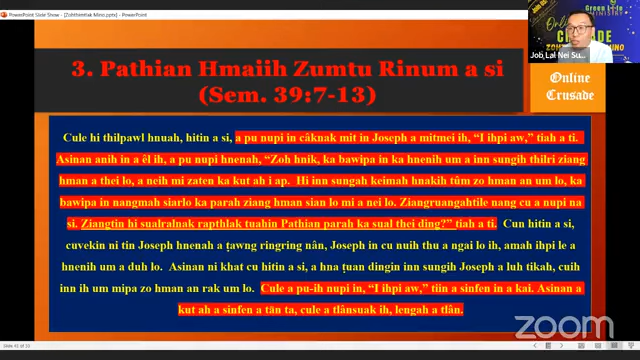 PowerPoint Slide Show - [Zohthimtlak Mino.pptx] - PowerPoint
Green Life
MINISTRY
Job Lal Nei Su...
3. Pathian Hmaiih Zumtu Rinum a si
(Sem. 39:7-13)
Online
Crusade
Cule hi thilpawl hnuah, hitin a si, a pu nupi in câknak mit in Joseph a mitmei ih, “I ihpi aw,” tiah a ti.
Asinan anih in a êl ih, a pu nupi hnenah, “Zoh hnik, ka bawipa in ka hnenih um a inn sungih thilri ziang
hman a thei lo, a neih mi zaten ka kut ah i ap. Hi inn sungah keimah hnakih tûm zo hman an um lo, ka
bawipa in nangmah siarlo ka parah ziang hman sian lo mi a nei lo. Ziangruangahtile nang cu a nupi na
si. Ziangtin hi sualralnak rapthlak tuahin Pathian parah ka sual thei ding?” tiah a ti. Cun hitin a si,
cuvekin ni tin Joseph hnenah a ṭawng ringring nân, Joseph in cu nuih thu a ngai lo ih, amah ihpi le a
hnenih um a duh lo. Asinan ni khat cu hitin a si, a hna ṭuan dingin inn sungih Joseph a luh tikah, cuih
inn ih um mipa zo hman an rak um lo. Cule a pu-ih nupi in, “I ihpi aw,” tiin a sinfen in a kai. Asinan a
kut ah a sinfen a tân ta, cule a tlânsuak ih, lengah a tlân.
zoom
LIVE